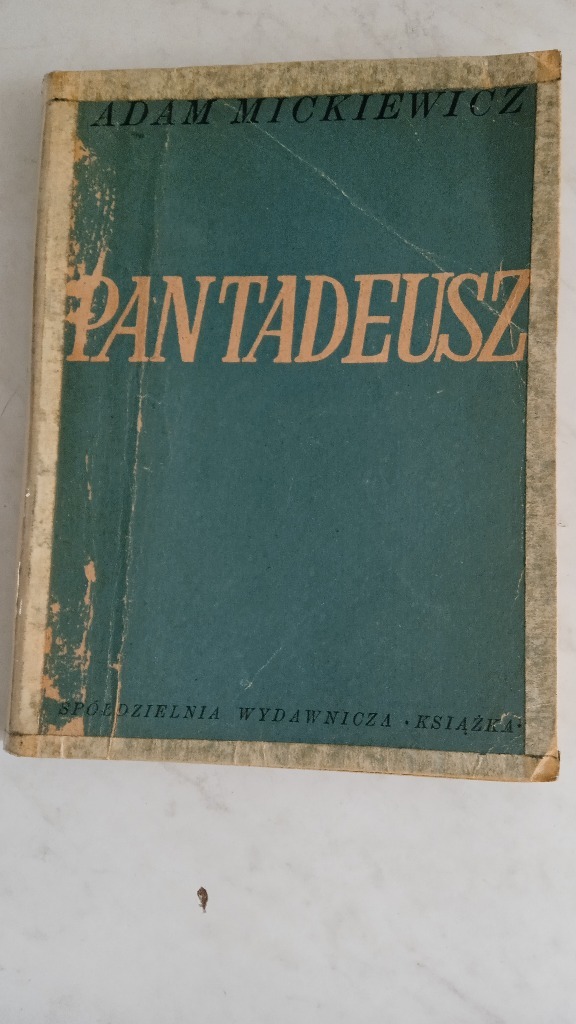 ADAM MICKIEWICZ
PAN TADEUSZ
SPÓŁDZIELNIA WYDAWNICZA • KSIĄŻKA •